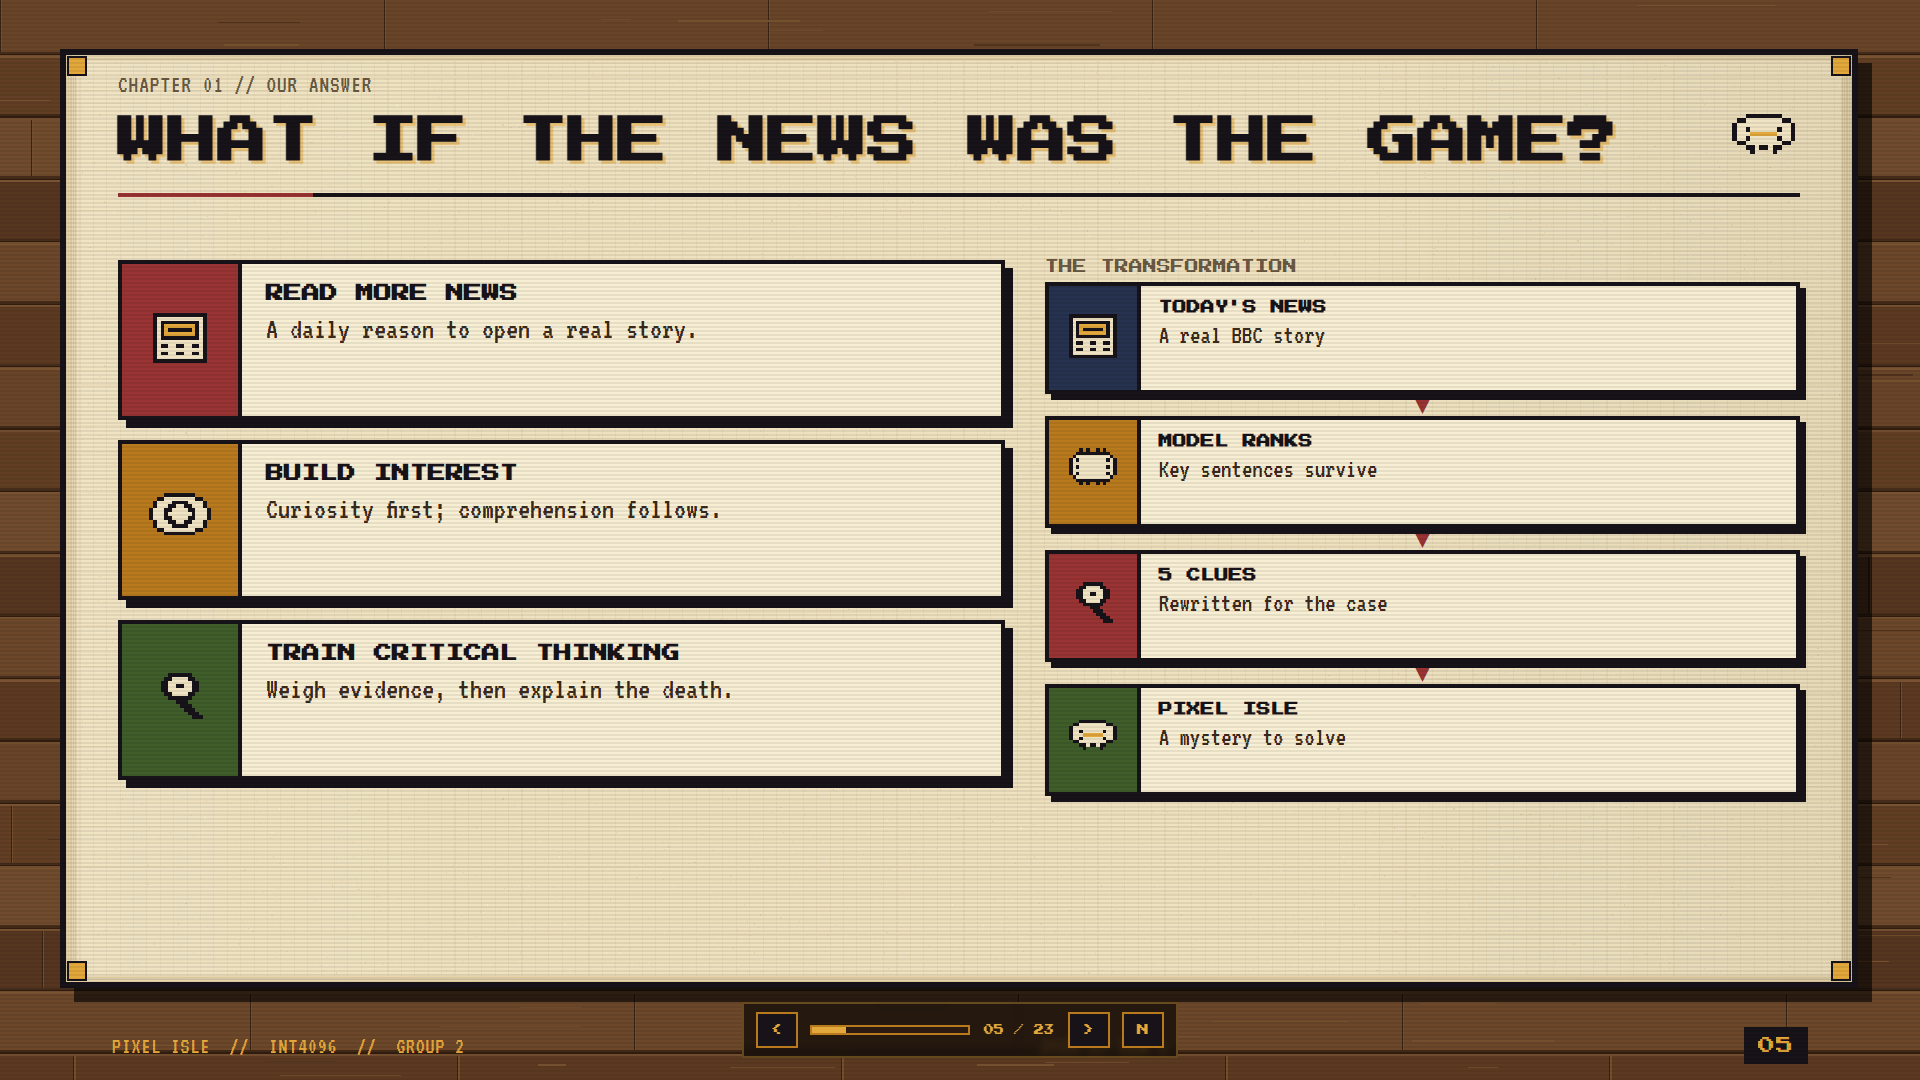 CHAPTER 01 // OUR ANSWER
WHAT IF THE NEWS WAS THE GAME?
READ MORE NEWS
A daily reason to open a real story.
BUILD INTEREST
Curiosity first; comprehension follows.
TRAIN CRITICAL THINKING
Weigh evidence, then explain the death.
THE TRANSFORMATION
TODAY'S NEWS
A real BBC story
MODEL RANKS
Key sentences survive
5 CLUES
Rewritten for the case
PIXEL ISLE
A mystery to solve
PIXEL ISLE // INT4096 // GROUP 2
< 05 / 23 > N
05